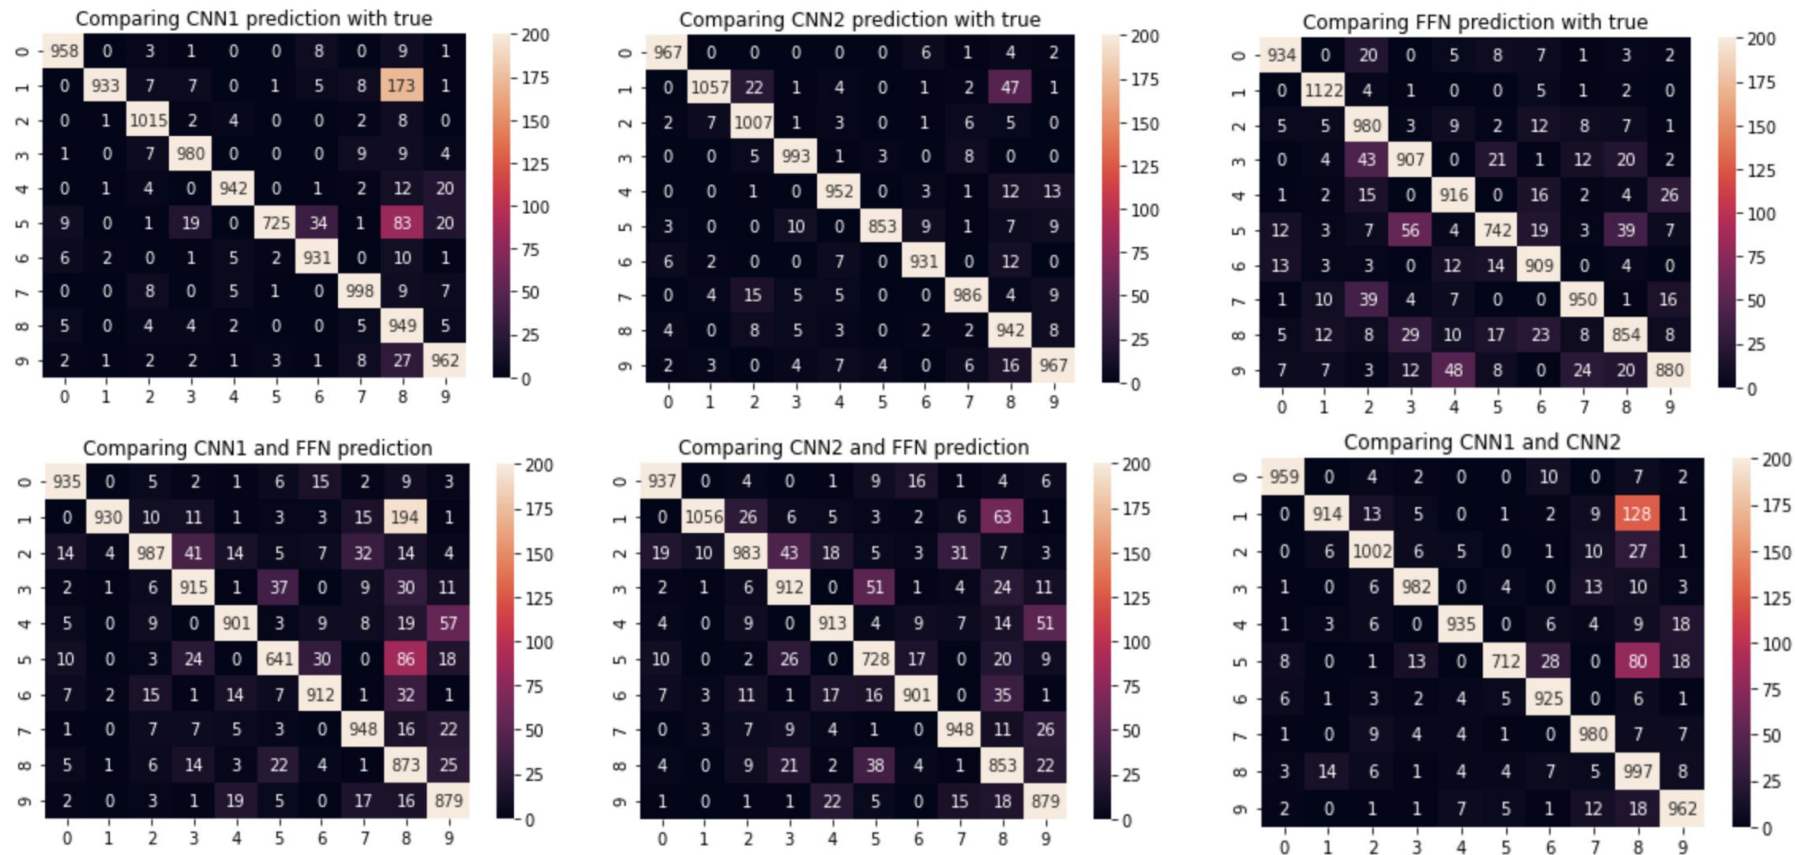 Comparing CNN1 prediction with true
0 958 0 3 1 0 0 8 0 9 1
1 0 933 7 7 0 1 5 8 173 1
2 0 1 1015 2 4 0 0 2 8 0
3 1 0 7 980 0 0 0 9 9 4
4 0 1 4 0 942 0 1 2 12 20
5 9 0 1 19 0 725 34 1 83 20
6 6 2 0 1 5 2 931 0 10 1
7 0 0 8 0 5 1 0 998 9 7
8 5 0 4 4 2 0 0 5 949 5
9 2 1 2 2 1 3 1 8 27 962
0 1 2 3 4 5 6 7 8 9
200
175
150
125
100
75
50
25
0
Comparing CNN2 prediction with true
0 967 0 0 0 0 0 6 1 4 2
1 0 1057 22 1 4 0 1 2 47 1
2 2 7 1007 1 3 0 1 6 5 0
3 0 0 5 993 1 3 0 8 0 0
4 0 0 1 0 952 0 3 1 12 13
5 3 0 0 10 0 853 9 1 7 9
6 6 2 0 0 7 0 931 0 12 0
7 0 4 15 5 5 0 0 986 4 9
8 4 0 8 5 3 0 2 2 942 8
9 2 3 0 4 7 4 0 6 16 967
0 1 2 3 4 5 6 7 8 9
200
175
150
125
100
75
50
25
0
Comparing FFN prediction with true
0 934 0 20 0 5 8 7 1 3 2
1 0 1122 4 1 0 0 5 1 2 0
2 5 5 980 3 9 2 12 8 7 1
3 0 4 43 907 0 21 1 12 20 2
4 1 2 15 0 916 0 16 2 4 26
5 12 3 7 56 4 742 19 3 39 7
6 13 3 3 0 12 14 909 0 4 0
7 1 10 39 4 7 0 0 950 1 16
8 5 12 8 29 10 17 23 8 854 8
9 7 7 3 12 48 8 0 24 20 880
0 1 2 3 4 5 6 7 8 9
200
175
150
125
100
75
50
25
0
Comparing CNN1 and FFN prediction
0 935 0 5 2 1 6 15 2 9 3
1 0 930 10 11 1 3 3 15 194 1
2 14 4 987 41 14 5 7 32 14 4
3 2 1 6 915 1 37 0 9 30 11
4 5 0 9 0 901 3 9 8 19 57
5 10 0 3 24 0 641 30 0 86 18
6 7 2 15 1 14 7 912 1 32 1
7 1 0 7 7 5 3 0 948 16 22
8 5 1 6 14 3 22 4 1 873 25
9 2 0 3 1 19 5 0 17 16 879
0 1 2 3 4 5 6 7 8 9
200
175
150
125
100
75
50
25
0
Comparing CNN2 and FFN prediction
0 937 0 4 0 1 9 16 1 4 6
1 0 1056 26 6 5 3 2 6 63 1
2 19 10 983 43 18 5 3 31 7 3
3 2 1 6 912 0 51 1 4 24 11
4 4 0 9 0 913 4 9 7 14 51
5 10 0 2 26 0 728 17 0 20 9
6 7 3 11 1 17 16 901 0 35 1
7 0 3 7 9 4 1 0 948 11 26
8 4 0 9 21 2 38 4 1 853 22
9 1 0 1 1 22 5 0 15 18 879
0 1 2 3 4 5 6 7 8 9
200
175
150
125
100
75
50
25
0
Comparing CNN1 and CNN2
0 959 0 4 2 0 0 10 0 7 2
1 0 914 13 5 0 1 2 9 128 1
2 0 6 1002 6 5 0 1 10 27 1
3 1 0 6 982 0 4 0 13 10 3
4 1 3 6 0 935 0 6 4 9 18
5 8 0 1 13 0 712 28 0 80 18
6 6 1 3 2 4 5 925 0 6 1
7 1 0 9 4 4 1 0 980 7 7
8 3 14 6 1 4 4 7 5 997 8
9 2 0 1 1 7 5 1 12 18 962
0 1 2 3 4 5 6 7 8 9
200
175
150
125
100
75
50
25
0